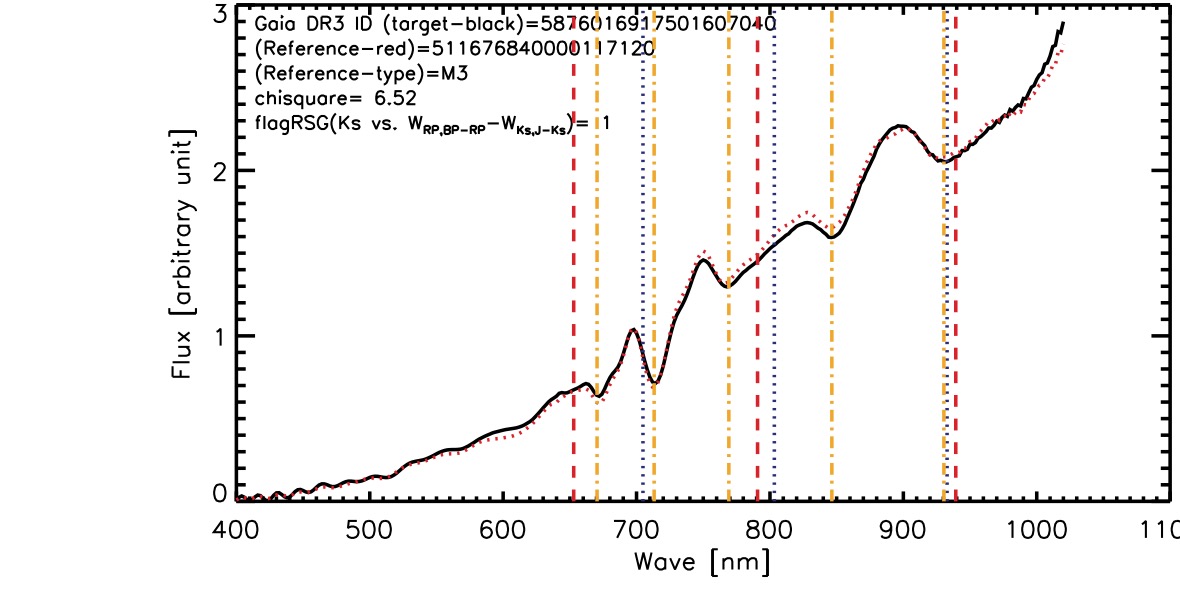 3
Gaia DR3 ID (target-black)=5876016917501607040
(Reference-red)=511676840000117120
(Reference-type)=M3
chisquare= 6.52
flagRSG(Ks vs. W_RP,BP-RP-W_Ks,J-Ks)= 1
2
Flux [arbitrary unit]
1
0
400 500 600 700 800 900 1000 110
Wave [nm]